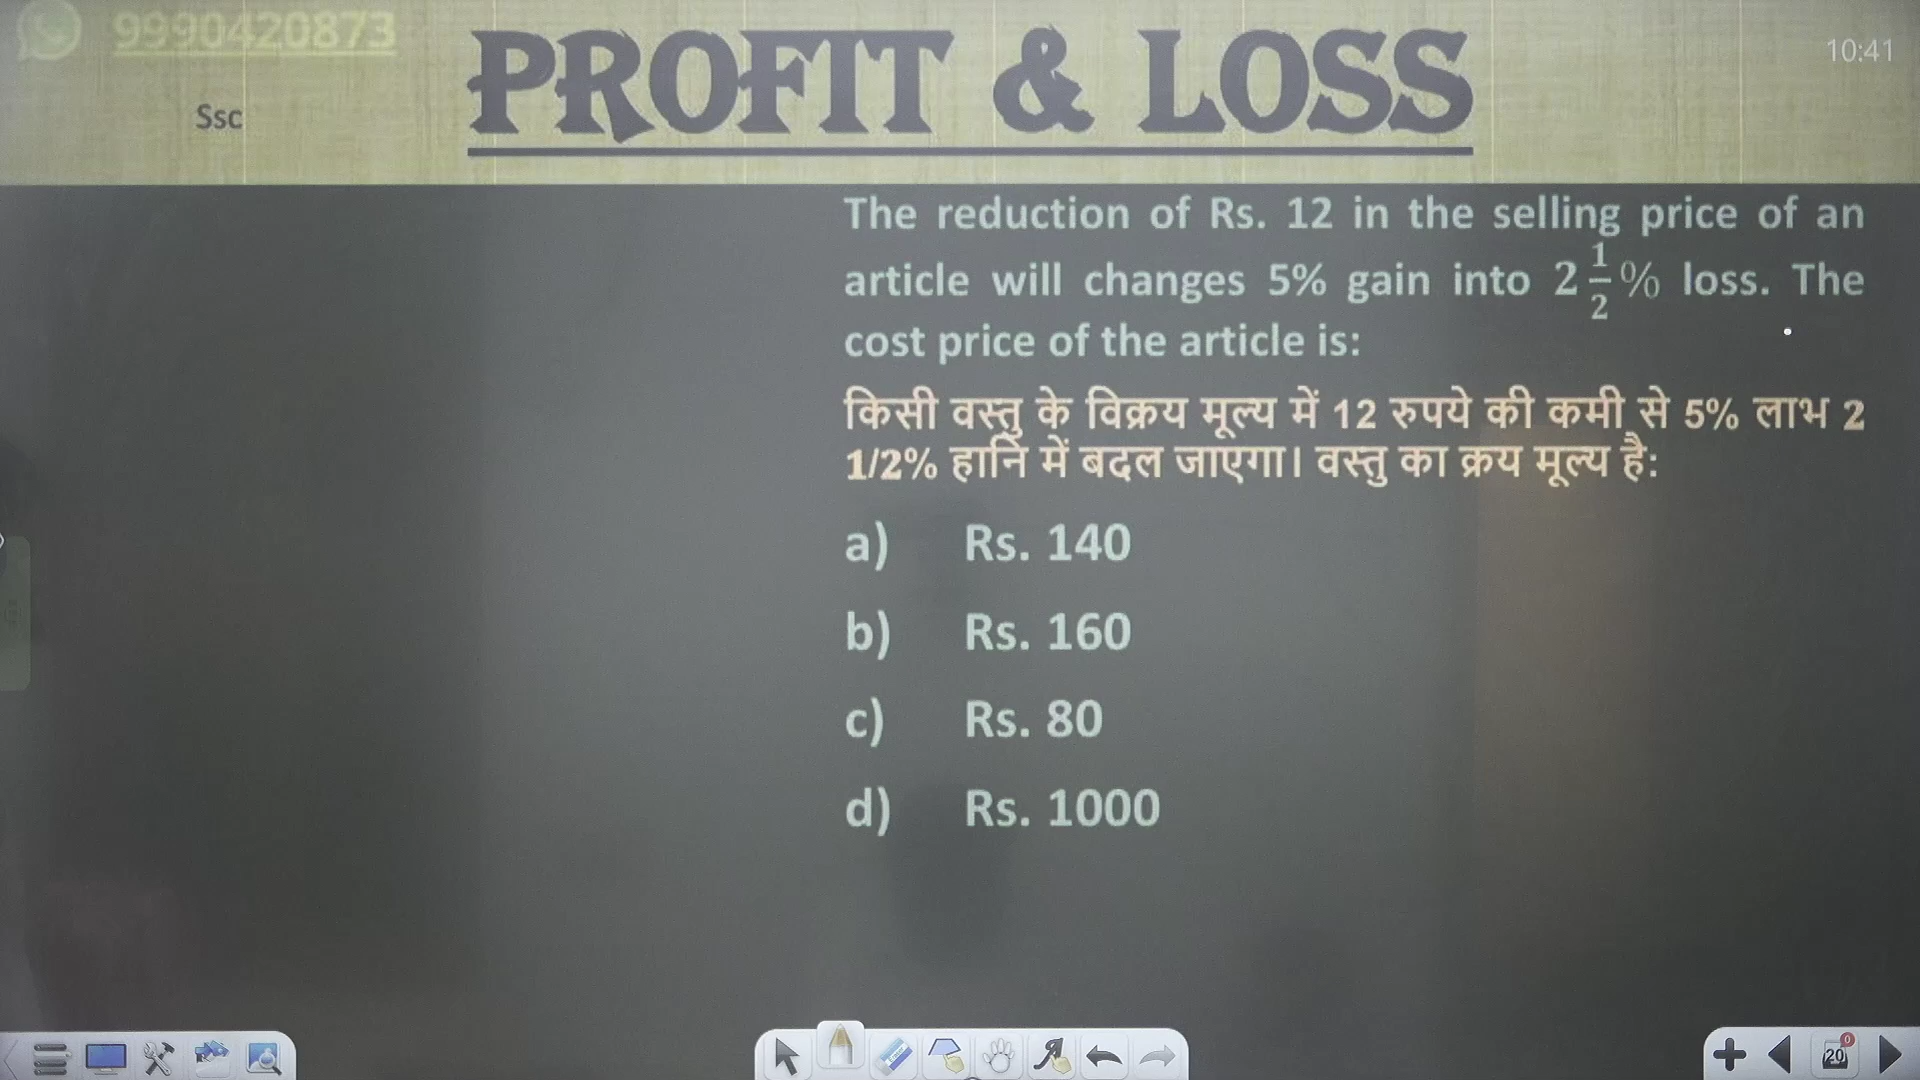 9990420873
PROFIT & LOSS
10:41
Ssc
The reduction of Rs. 12 in the selling price of an
article will changes 5% gain into 2 1/2% loss. The
cost price of the article is:
किसी वस्तु के विक्रय मूल्य में 12 रुपये की कमी से 5% लाभ 2
1/2% हानि में बदल जाएगा। वस्तु का क्रय मूल्य है:
a) Rs. 140
b) Rs. 160
c) Rs. 80
d) Rs. 1000
20
0